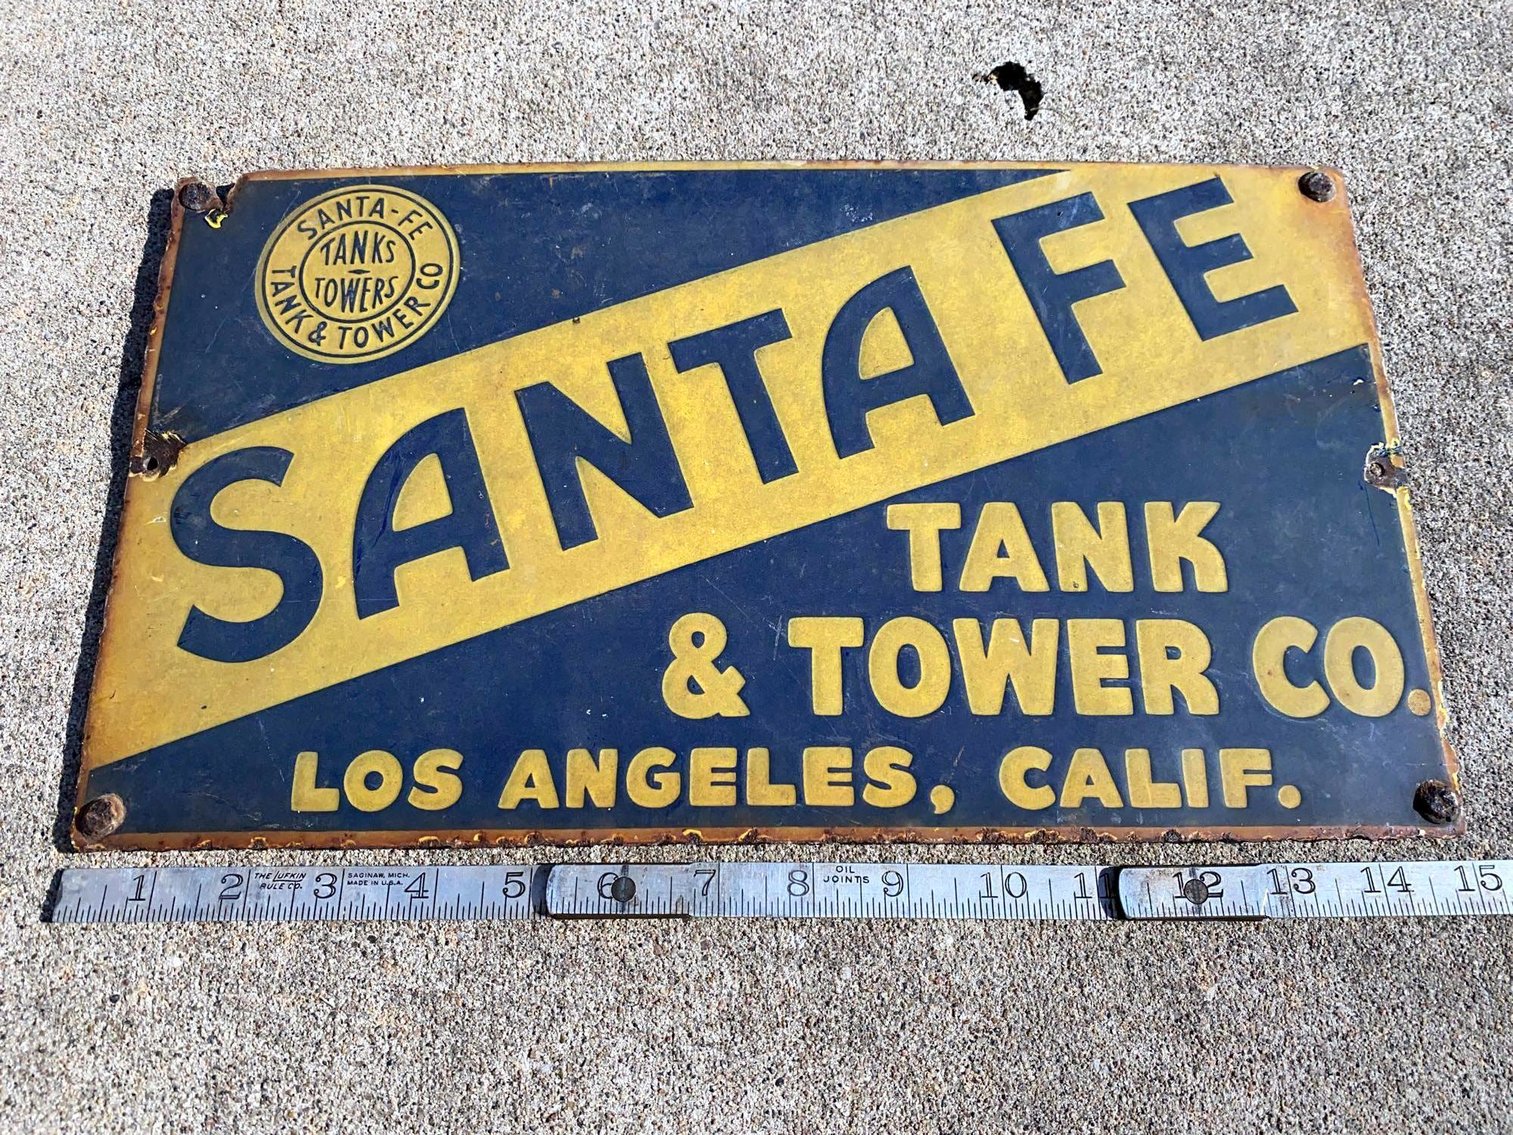 SANTA-FE
TANKS
TOWERS
TANK & TOWER CO
SANTA FE
TANK
& TOWER CO.
LOS ANGELES, CALIF.
1 2 THE LUFKIN RULE CO. 3 SAGINAW, MICH. MADE IN U.S.A. 4 5 6 7 8 OIL JOINTS 9 10 11 12 13 14 15